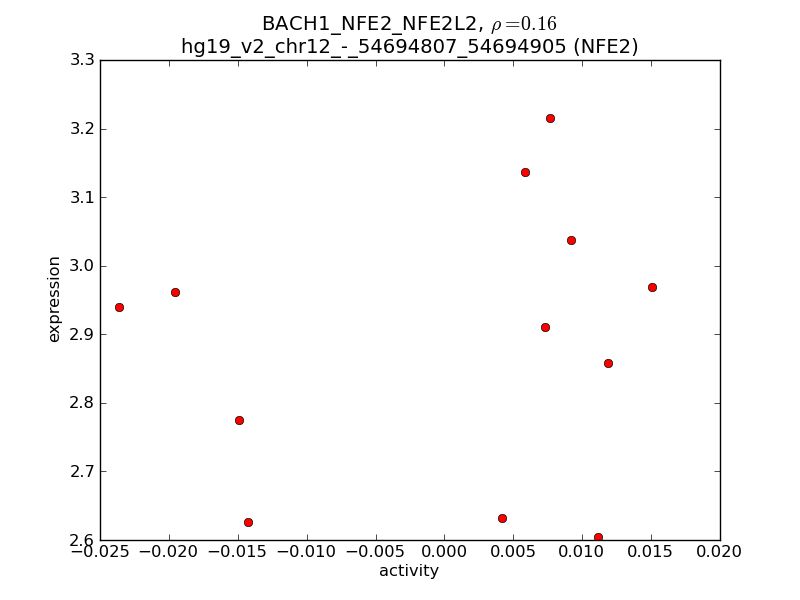 BACH1_NFE2_NFE2L2, ρ=0.16
hg19_v2_chr12_-_54694807_54694905 (NFE2)
3.3
3.2
3.1
3.0
2.9
2.8
2.7
2.6
expression
−0.025 −0.020 −0.015 −0.010 −0.005 0.000 0.005 0.010 0.015 0.020
activity